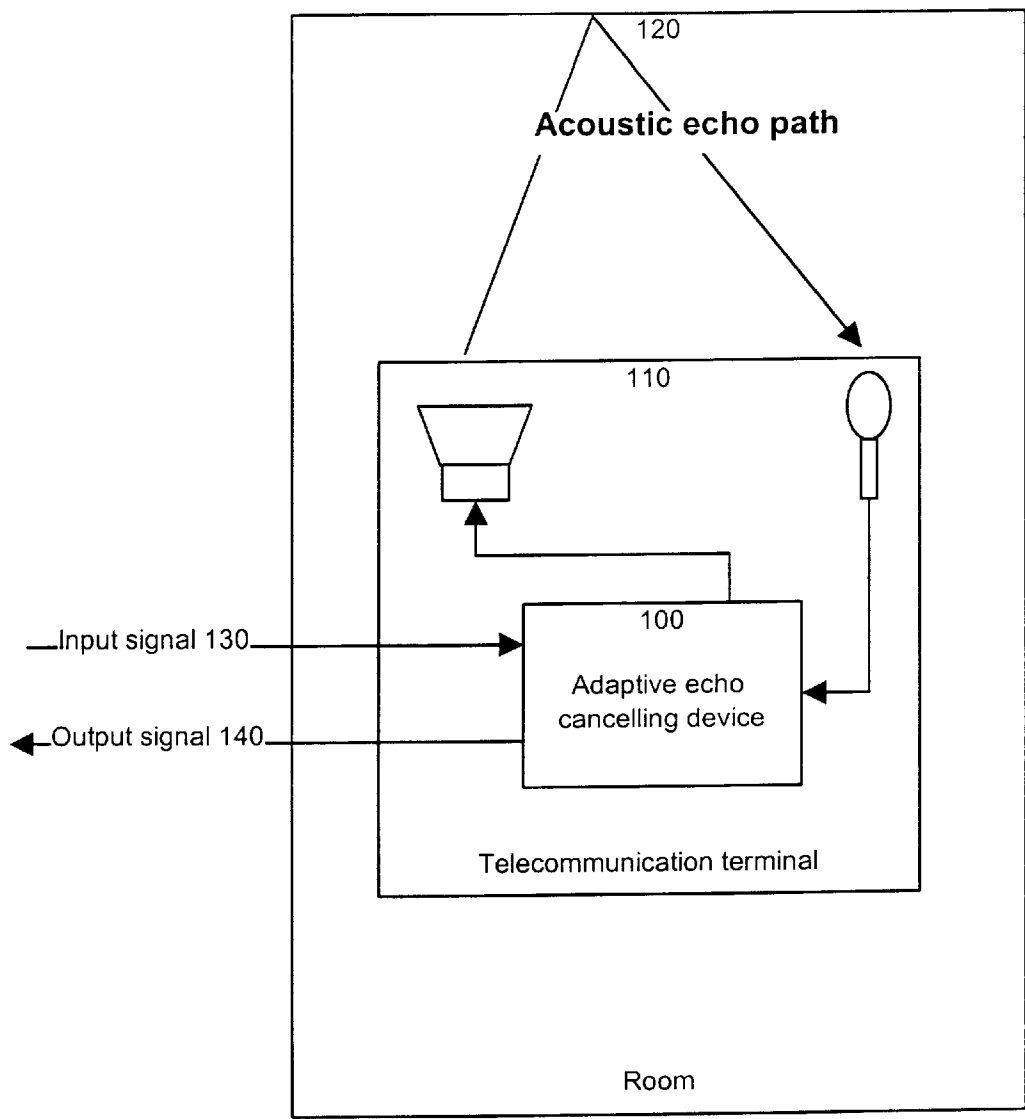 120
Acoustic echo path
110
100
Input signal 130
Adaptive echo
cancelling device
Output signal 140
Telecommunication terminal
Room